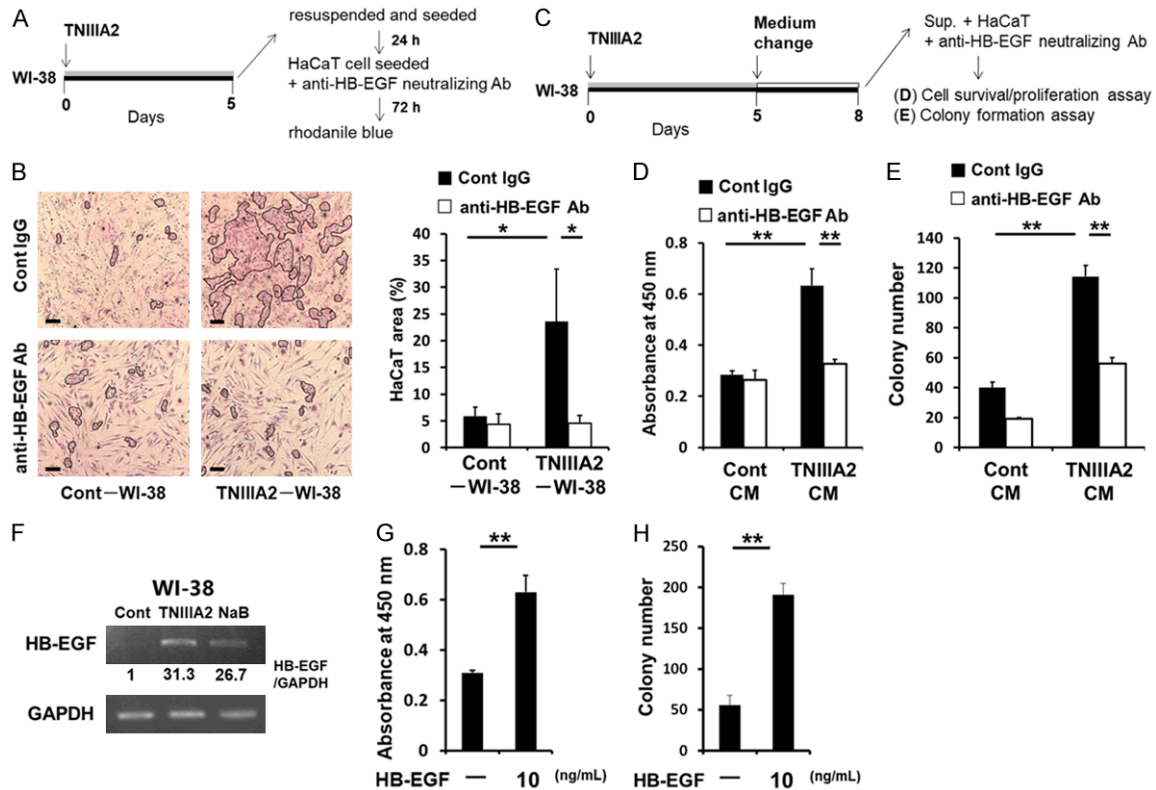 A
TNIIIA2
WI-38
0
5
Days
resuspended and seeded
24 h
HaCaT cell seeded
+ anti-HB-EGF neutralizing Ab
72 h
rhodanile blue
C
TNIIIA2
Medium
change
WI-38
0
5
8
Days
Sup. + HaCaT
+ anti-HB-EGF neutralizing Ab
(D) Cell survival/proliferation assay
(E) Colony formation assay
B
Cont IgG
anti-HB-EGF Ab
Cont－WI-38
TNIIIA2－WI-38
Cont IgG
anti-HB-EGF Ab
HaCaT area (%)
40
35
30
25
20
15
10
5
0
*
*
Cont
－WI-38
TNIIIA2
－WI-38
D
Cont IgG
anti-HB-EGF Ab
Absorbance at 450 nm
0.8
0.6
0.4
0.2
0
**
**
Cont
CM
TNIIIA2
CM
E
Cont IgG
anti-HB-EGF Ab
Colony number
140
120
100
80
60
40
20
0
**
**
Cont
CM
TNIIIA2
CM
F
WI-38
Cont TNIIIA2 NaB
HB-EGF
1 31.3 26.7
HB-EGF
/GAPDH
GAPDH
G
Absorbance at 450 nm
0.8
0.6
0.4
0.2
0
**
HB-EGF — 10 (ng/mL)
H
Colony number
250
200
150
100
50
0
**
HB-EGF — 10 (ng/mL)